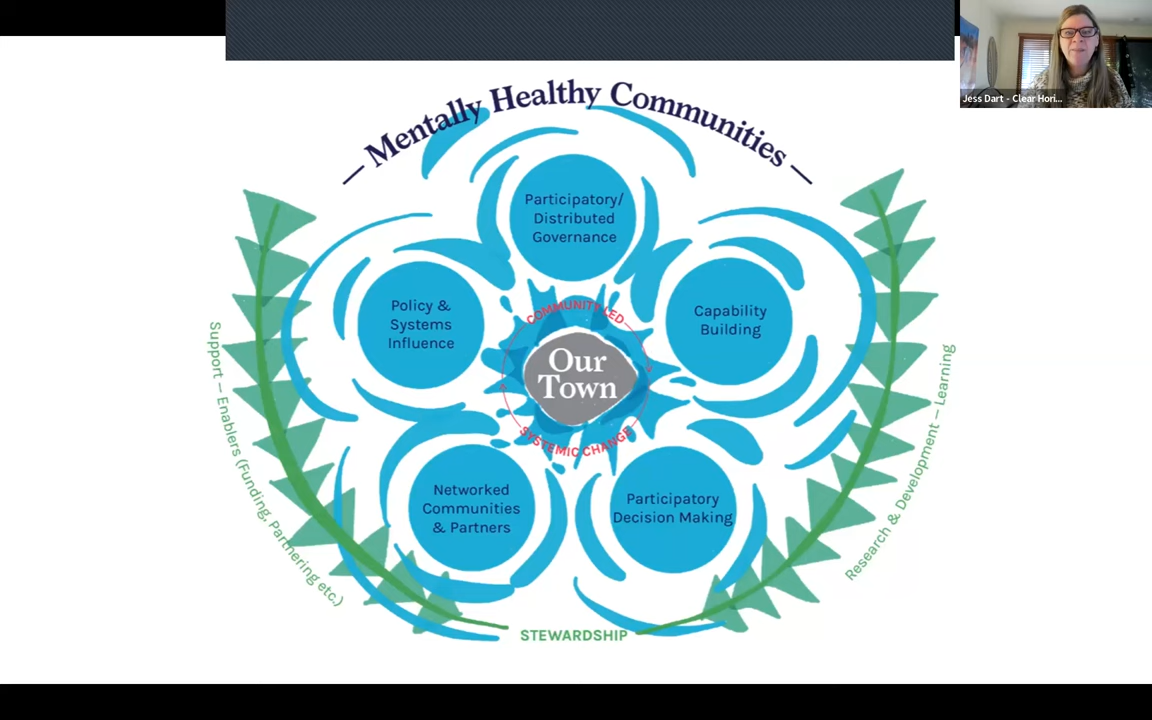 — Mentally Healthy Communities —
Jess Dart - Clear Hori...
Participatory/
Distributed
Governance
Policy &
Systems
Influence
Capability
Building
COMMUNITY LED
Our
Town
SYSTEMIC CHANGE
Networked
Communities
& Partners
Participatory
Decision Making
Support — Enablers (Funding, Partnering etc.)
Research & Development — Learning
STEWARDSHIP